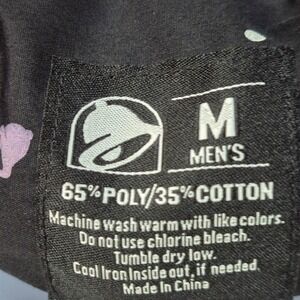 M
MEN'S
65% POLY/35% COTTON
Machine wash warm with like colors.
Do not use chlorine bleach.
Tumble dry low.
Cool Iron Inside out, if needed
Made In China